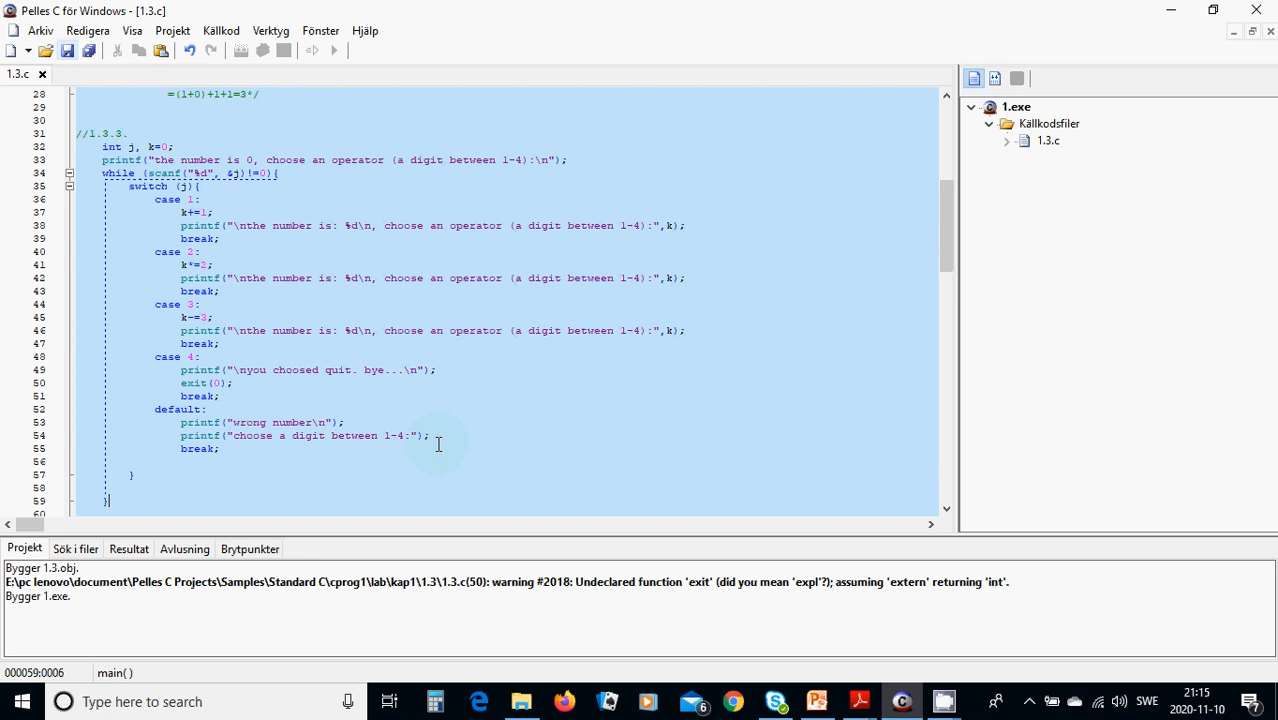 Pelles C för Windows - [1.3.c]
Arkiv Redigera Visa Projekt Källkod Verktyg Fönster Hjälp
1.3.c
1.exe
Källkodsfiler
1.3.c
28 =(1+0)+1+1=3*/
29
30
31 //1.3.3.
32 int j, k=0;
33 printf("the number is 0, choose an operator (a digit between 1-4):\n");
34 while (scanf("%d", &j)!=0){
35 switch (j){
36 case 1:
37 k+=1;
38 printf("\nthe number is: %d\n, choose an operator (a digit between 1-4):",k);
39 break;
40 case 2:
41 k*=2;
42 printf("\nthe number is: %d\n, choose an operator (a digit between 1-4):",k);
43 break;
44 case 3:
45 k-=3;
46 printf("\nthe number is: %d\n, choose an operator (a digit between 1-4):",k);
47 break;
48 case 4:
49 printf("\nyou choosed quit. bye...\n");
50 exit(0);
51 break;
52 default:
53 printf("wrong number\n");
54 printf("choose a digit between 1-4:");
55 break;
56
57 }
58
59 }
60
Projekt Sök i filer Resultat Avlusning Brytpunkter
Bygger 1.3.obj.
E:\pc lenovo\document\Pelles C Projects\Samples\Standard C\cprog1\lab\kap1\1.3\1.3.c(50): warning #2018: Undeclared function 'exit' (did you mean 'expl'?); assuming 'extern' returning 'int'.
Bygger 1.exe.
000059:0006 main( )
Type here to search
6
SWE
21:15
2020-11-10
7